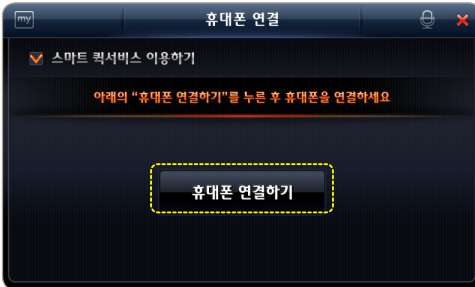 my 휴대폰 연결
스마트 퀵서비스 이용하기
아래의 “휴대폰 연결하기”를 누른 후 휴대폰을 연결하세요
휴대폰 연결하기